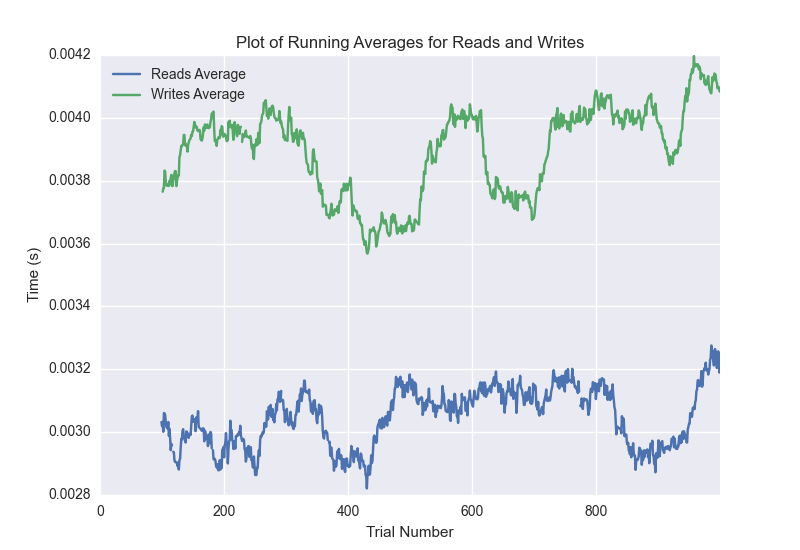 Plot of Running Averages for Reads and Writes
0.0042
Reads Average
Writes Average
0.0040
0.0038
0.0036
Time (s)
0.0034
0.0032
0.0030
0.0028
0 200 400 600 800
Trial Number